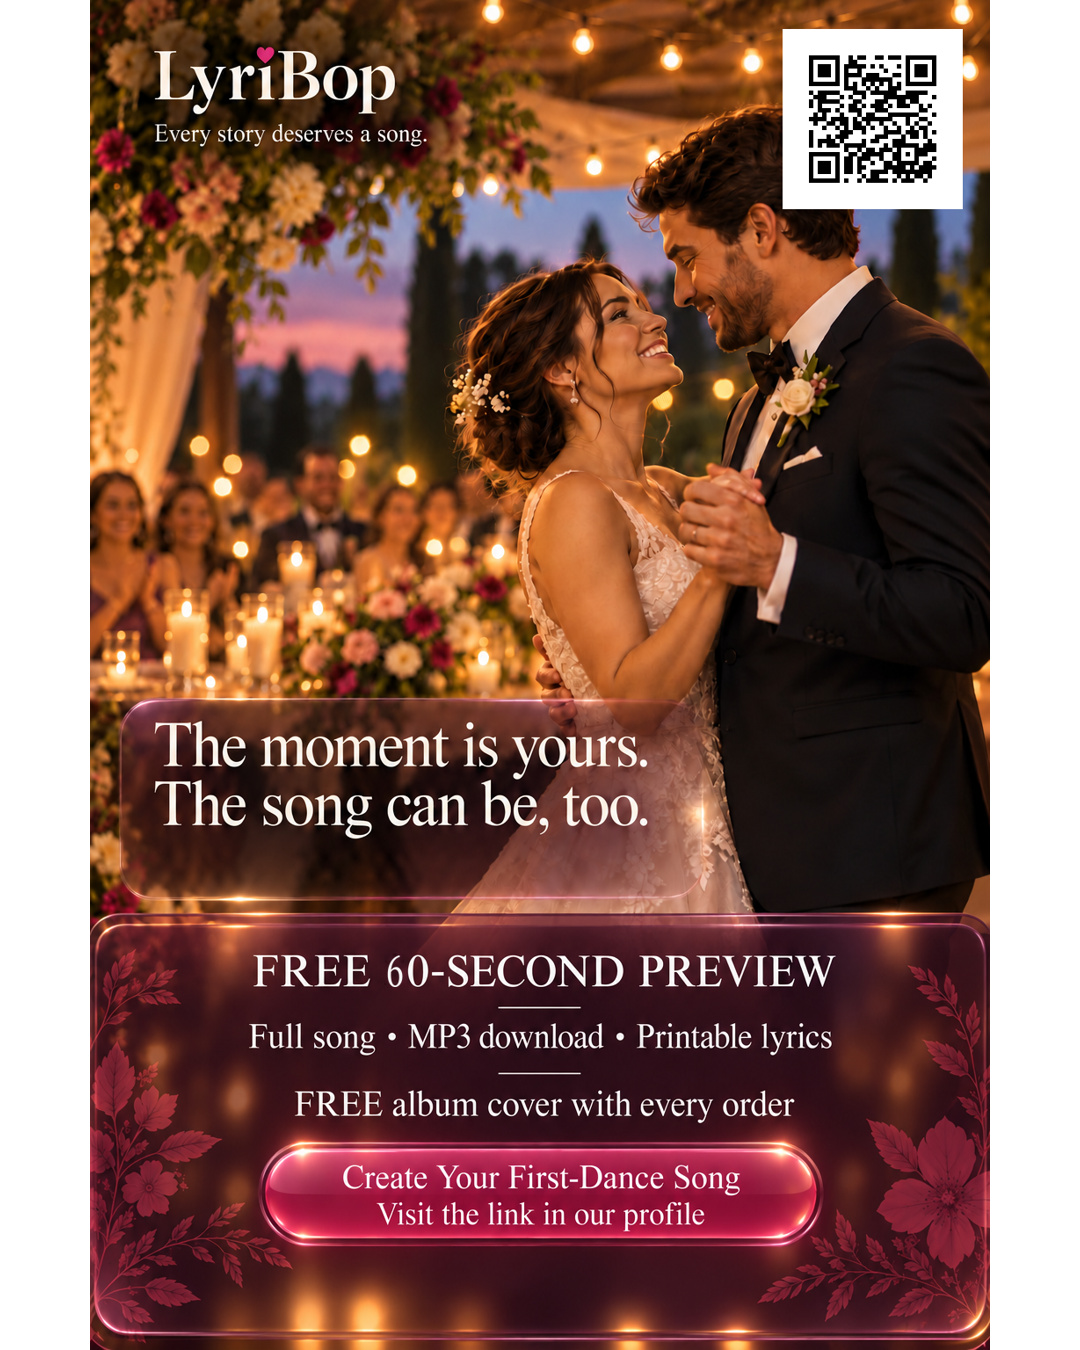 LyriBop
Every story deserves a song.
The moment is yours.
The song can be, too.
FREE 60-SECOND PREVIEW
Full song • MP3 download • Printable lyrics
FREE album cover with every order
Create Your First-Dance Song
Visit the link in our profile